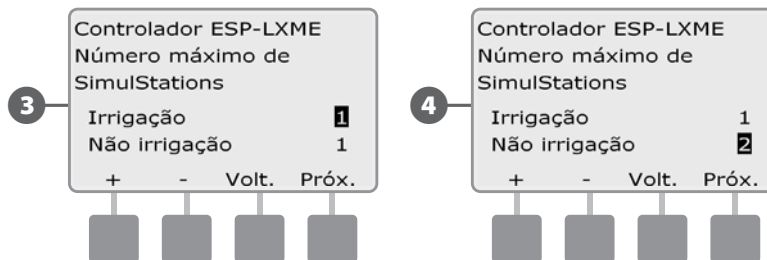 3
Controlador ESP-LXME
Número máximo de
SimulStations
Irrigação 1
Não irrigação 1
+ - Volt. Próx.
4
Controlador ESP-LXME
Número máximo de
SimulStations
Irrigação 1
Não irrigação 2
+ - Volt. Próx.